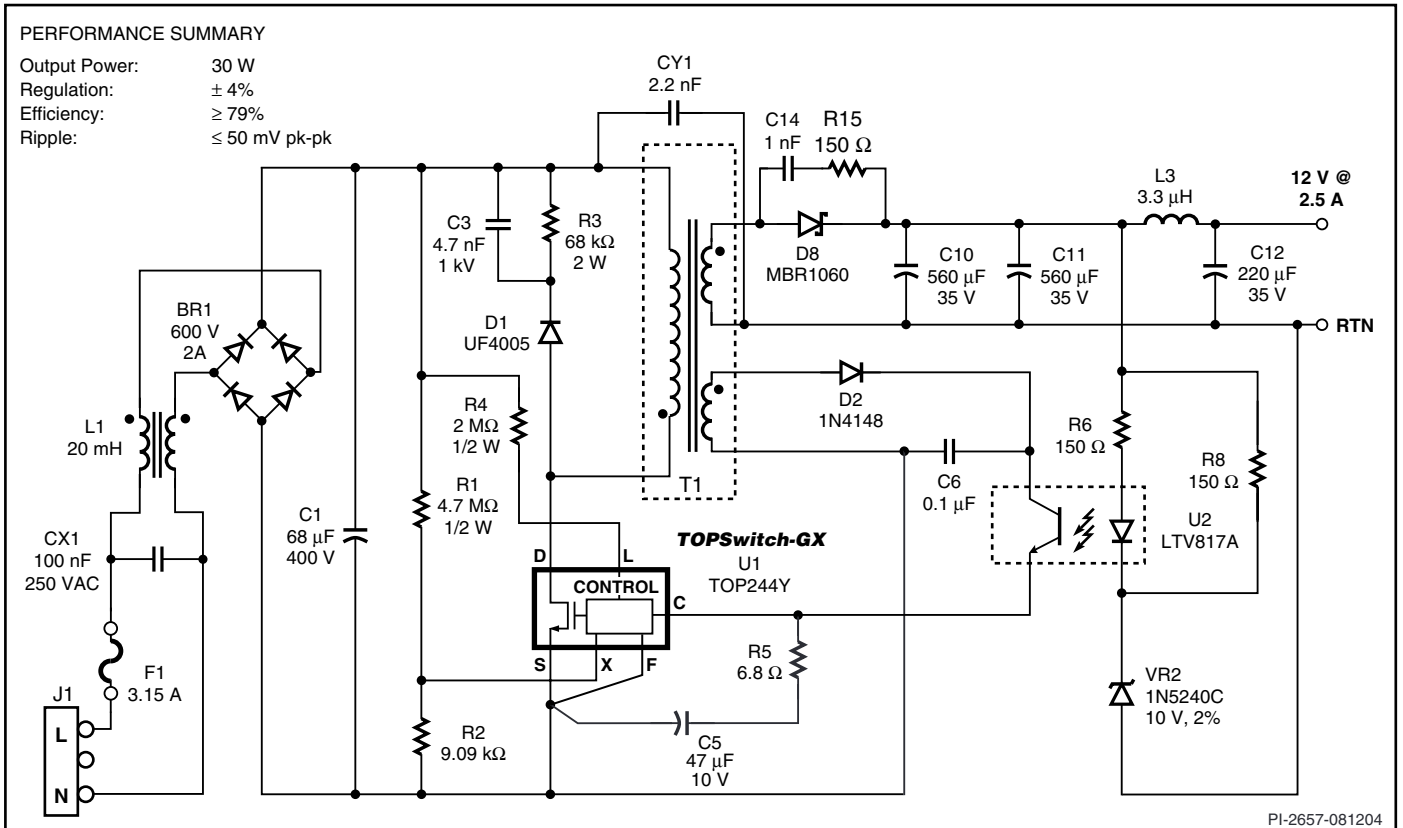 PERFORMANCE SUMMARY
Output Power: 30 W
Regulation: ± 4%
Efficiency: ≥ 79%
Ripple: ≤ 50 mV pk-pk
CY1
2.2 nF
C14
1 nF
R15
150 Ω
L3
3.3 µH
12 V @
2.5 A
C3
4.7 nF
1 kV
R3
68 kΩ
2 W
D8
MBR1060
C10
560 µF
35 V
C11
560 µF
35 V
C12
220 µF
35 V
BR1
600 V
2A
D1
UF4005
RTN
D2
1N4148
R4
2 MΩ
1/2 W
R6
150 Ω
L1
20 mH
R8
150 Ω
T1
C6
0.1 µF
R1
4.7 MΩ
1/2 W
C1
68 µF
400 V
CX1
100 nF
250 VAC
TOPSwitch-GX
U1
TOP244Y
U2
LTV817A
D
L
CONTROL
C
S
X
F
R5
6.8 Ω
F1
3.15 A
J1
L
N
VR2
1N5240C
10 V, 2%
R2
9.09 kΩ
C5
47 µF
10 V
PI-2657-081204